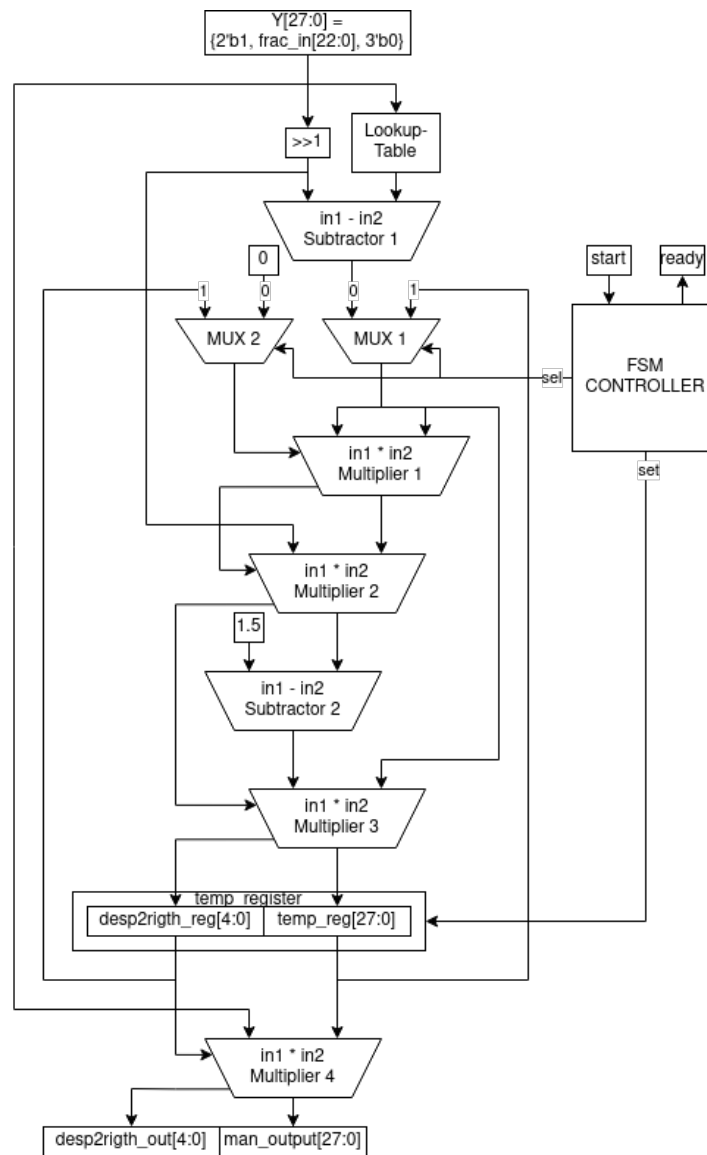 Y[27:0] =
{2'b1, frac_in[22:0], 3'b0}
>>1
Lookup-
Table
in1 - in2
Subtractor 1
0
start
ready
1
0
0
1
MUX 2
MUX 1
FSM
CONTROLLER
sel
in1 * in2
Multiplier 1
set
in1 * in2
Multiplier 2
1.5
in1 - in2
Subtractor 2
in1 * in2
Multiplier 3
temp_register
desp2rigth_reg[4:0]
temp_reg[27:0]
in1 * in2
Multiplier 4
desp2rigth_out[4:0]
man_output[27:0]